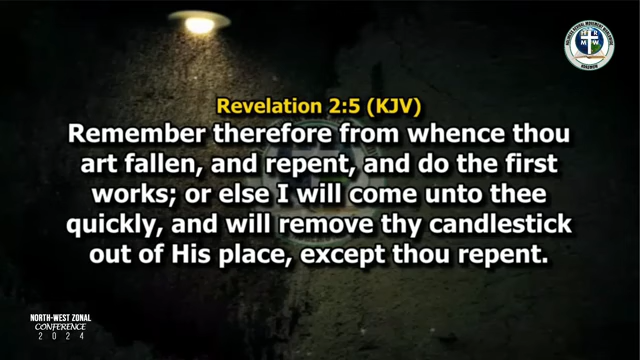 Revelation 2:5 (KJV)
Remember therefore from whence thou
art fallen, and repent, and do the first
works; or else I will come unto thee
quickly, and will remove thy candlestick
out of His place, except thou repent.
NORTH-WEST ZONAL
CONFERENCE
2 0 2 4
H R
M W